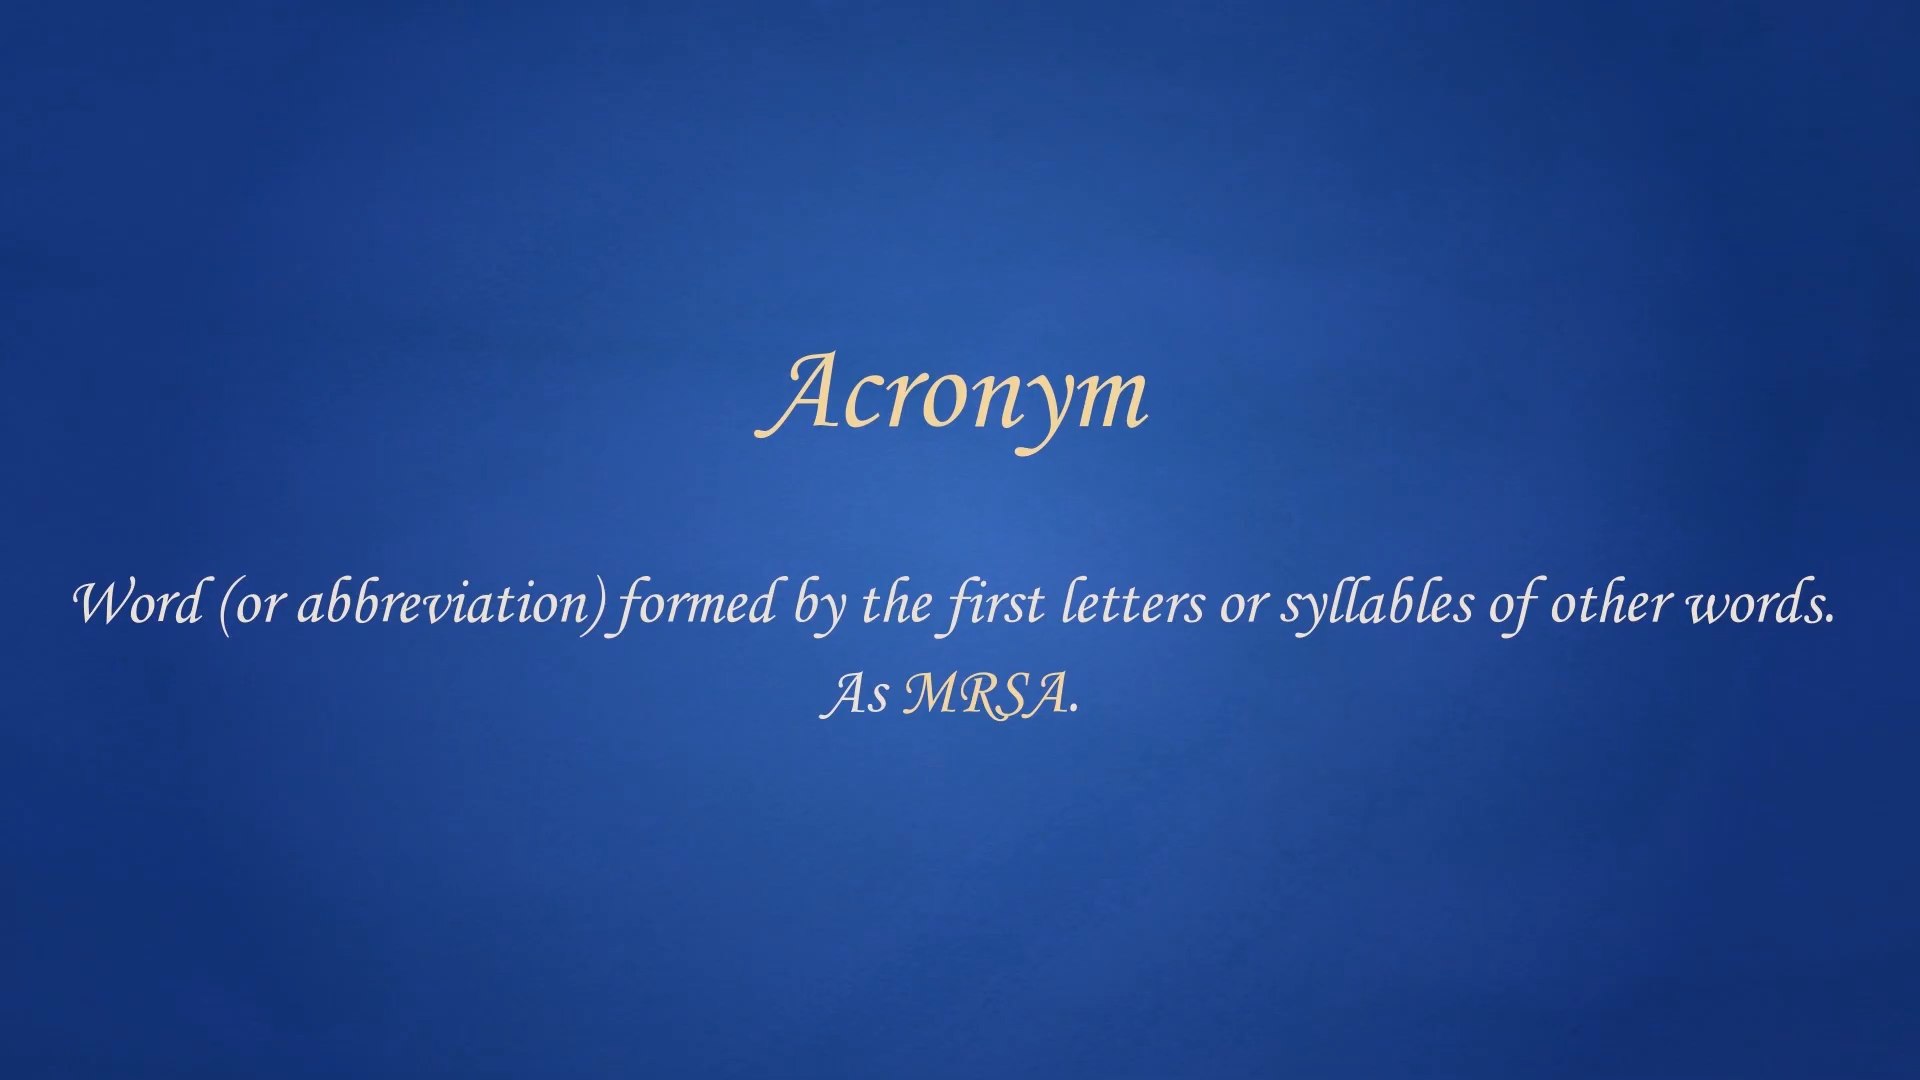 Acronym
Word (or abbreviation) formed by the first letters or syllables of other words.
As MRSA.